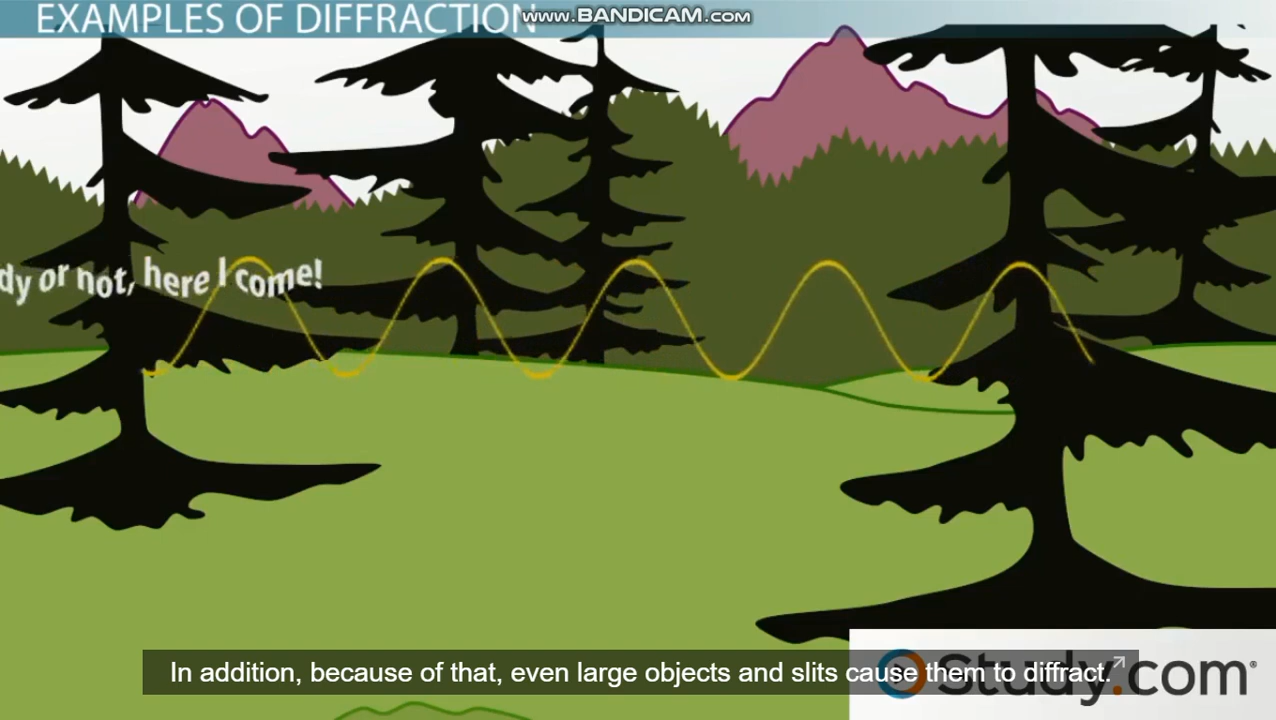 EXAMPLES OF DIFFRACTION
www.BANDICAM.com
dy or not, here I come!
In addition, because of that, even large objects and slits cause them to diffract.
Study.com